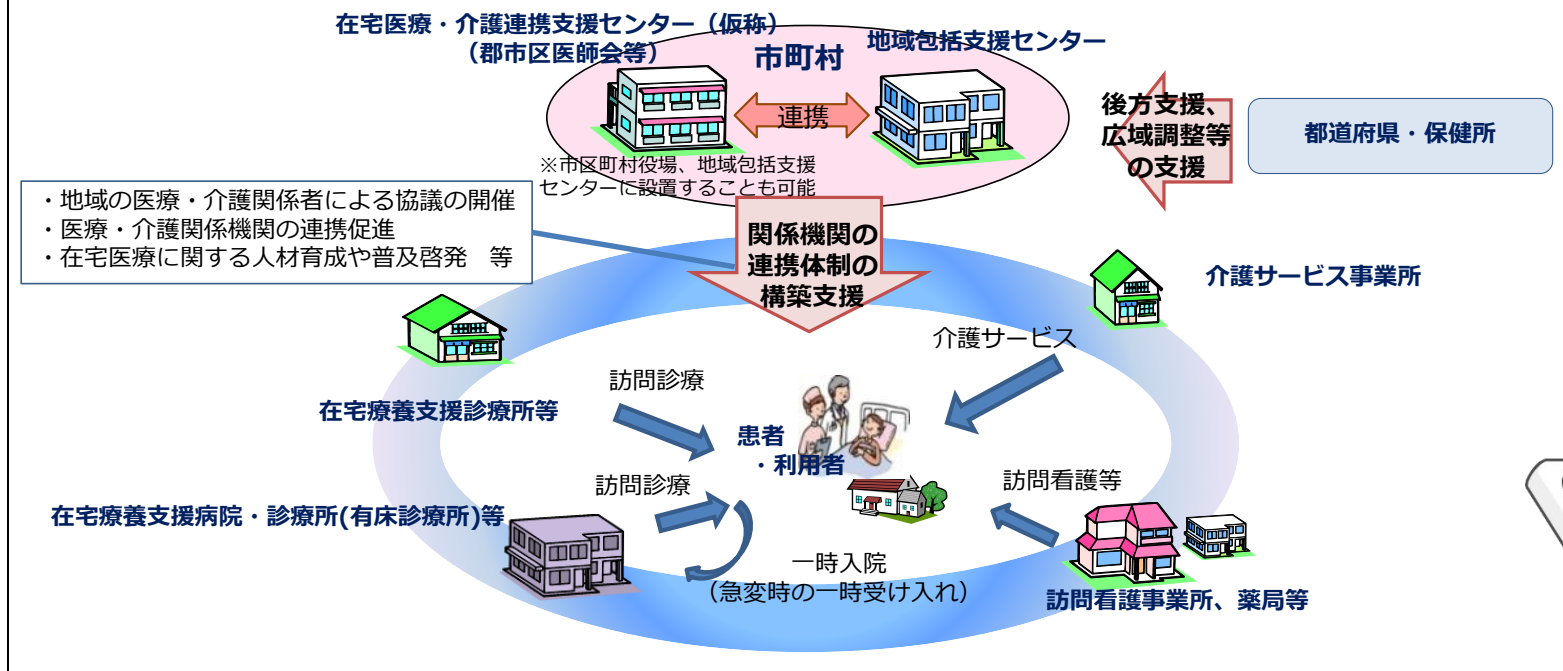 在宅医療・介護連携支援センター（仮称）
（郡市区医師会等）
市町村
地域包括支援センター
連携
※市区町村役場、地域包括支援
センターに設置することも可能
後方支援、
広域調整等
の支援
都道府県・保健所
・地域の医療・介護関係者による協議の開催
・医療・介護関係機関の連携促進
・在宅医療に関する人材育成や普及啓発　等
関係機関の
連携体制の
構築支援
介護サービス事業所
介護サービス
訪問診療
在宅療養支援診療所等
患者
・利用者
訪問診療
訪問看護等
在宅療養支援病院・診療所(有床診療所)等
一時入院
（急変時の一時受け入れ）
訪問看護事業所、薬局等